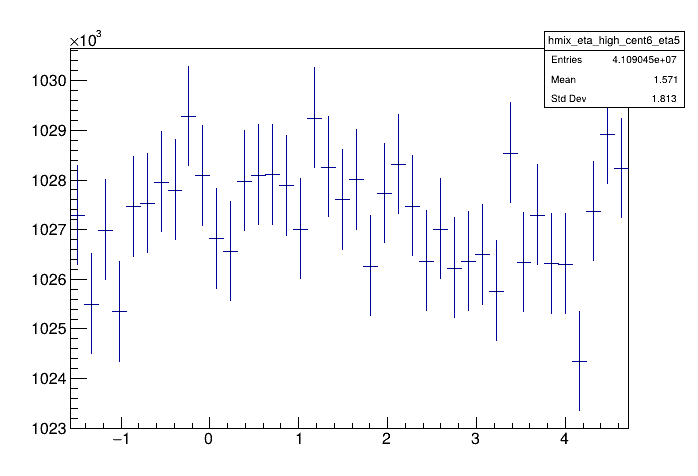 ×10³
hmix_eta_high_cent6_eta5
Entries 4.109045e+07
Mean 1.571
Std Dev 1.813
1030
1029
1028
1027
1026
1025
1024
1023
−1 0 1 2 3 4